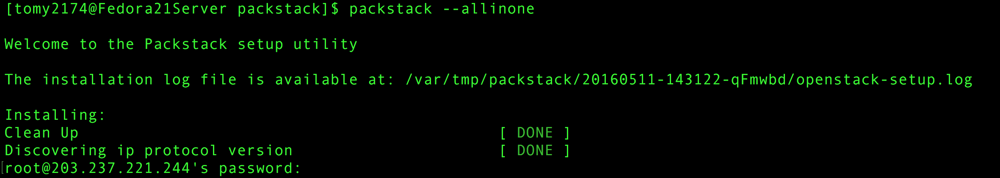 [tomy2174@Fedora21Server packstack]$ packstack --allinone
Welcome to the Packstack setup utility
The installation log file is available at: /var/tmp/packstack/20160511-143122-qFmwbd/openstack-setup.log
Installing:
Clean Up [ DONE ]
Discovering ip protocol version [ DONE ]
[root@203.237.221.244's password: